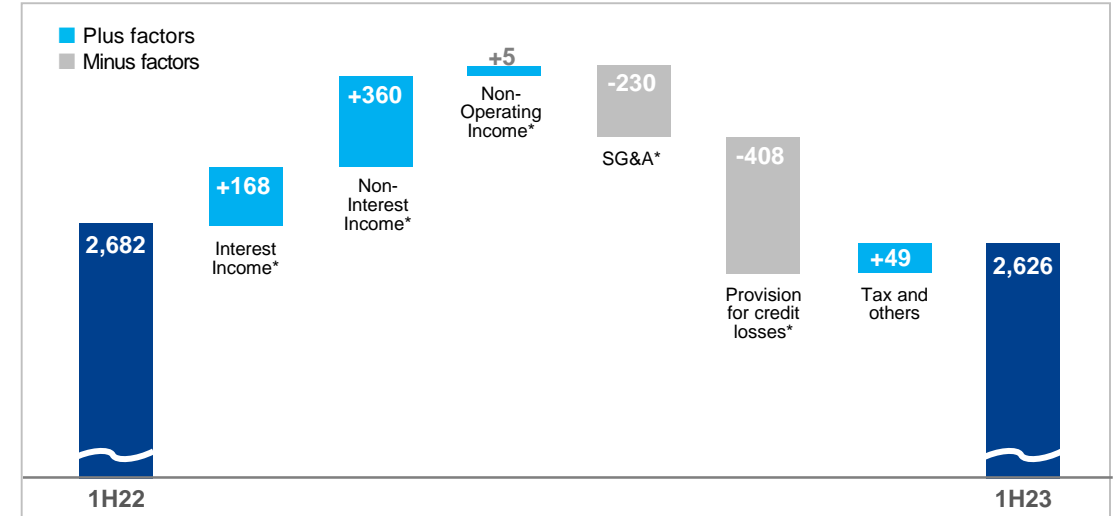 Plus factors
Minus factors
2,682
+168
Interest
Income*
+360
Non-
Interest
Income*
+5
Non-
Operating
Income*
-230
SG&A*
-408
Provision
for credit
losses*
+49
Tax and
others
2,626
1H22
1H23